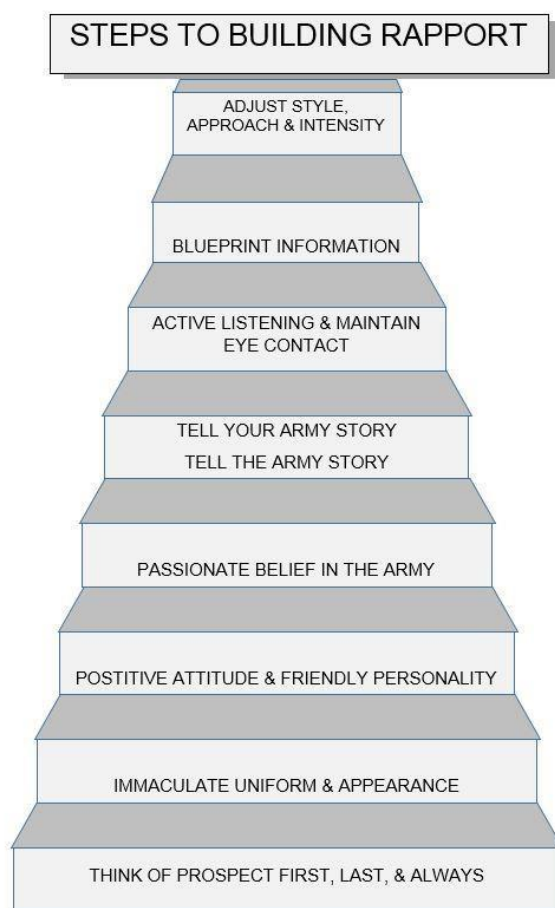 STEPS TO BUILDING RAPPORT
ADJUST STYLE,
APPROACH & INTENSITY
BLUEPRINT INFORMATION
ACTIVE LISTENING & MAINTAIN
EYE CONTACT
TELL YOUR ARMY STORY
TELL THE ARMY STORY
PASSIONATE BELIEF IN THE ARMY
POSTITIVE ATTITUDE & FRIENDLY PERSONALITY
IMMACULATE UNIFORM & APPEARANCE
THINK OF PROSPECT FIRST, LAST, & ALWAYS